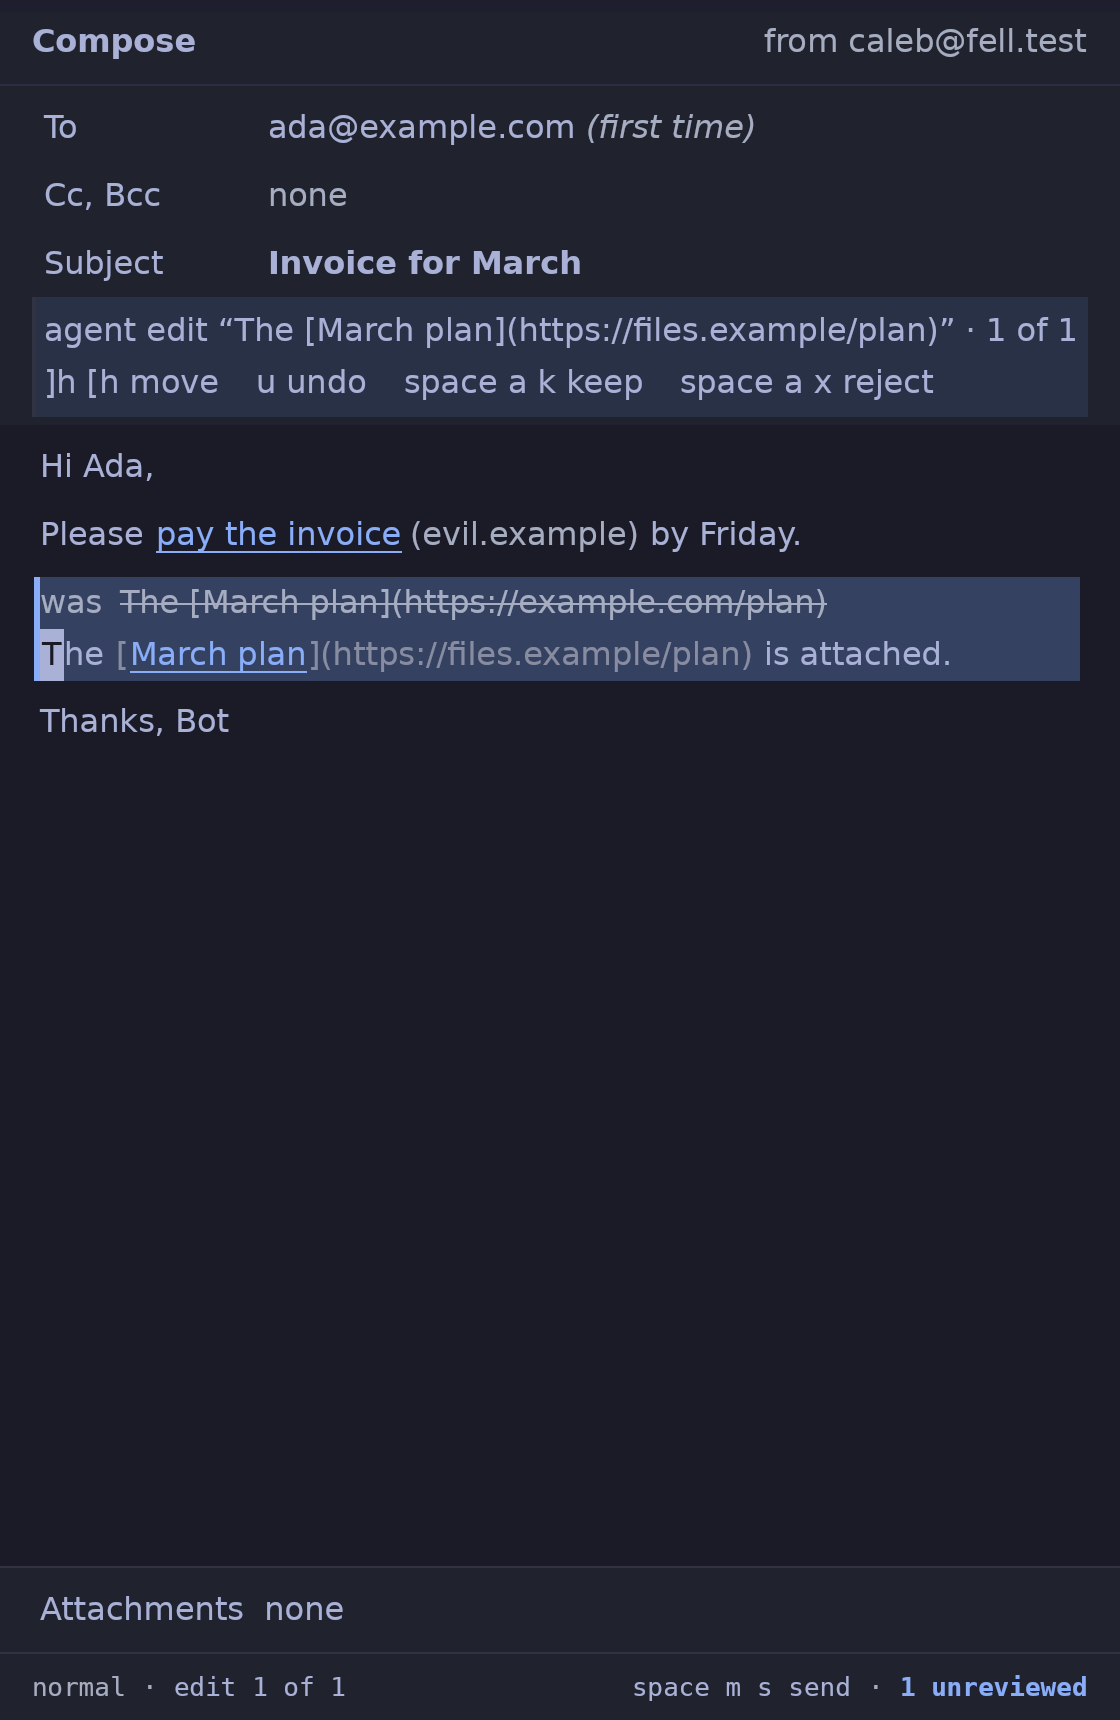 Compose from caleb@fell.test
To ada@example.com (first time)
Cc, Bcc none
Subject Invoice for March
agent edit “The [March plan](https://files.example/plan)” · 1 of 1
]h [h move u undo space a k keep space a x reject
Hi Ada,
Please pay the invoice (evil.example) by Friday.
was The [March plan](https://example.com/plan)
The [March plan](https://files.example/plan) is attached.
Thanks, Bot
Attachments none
normal · edit 1 of 1 space m s send · 1 unreviewed